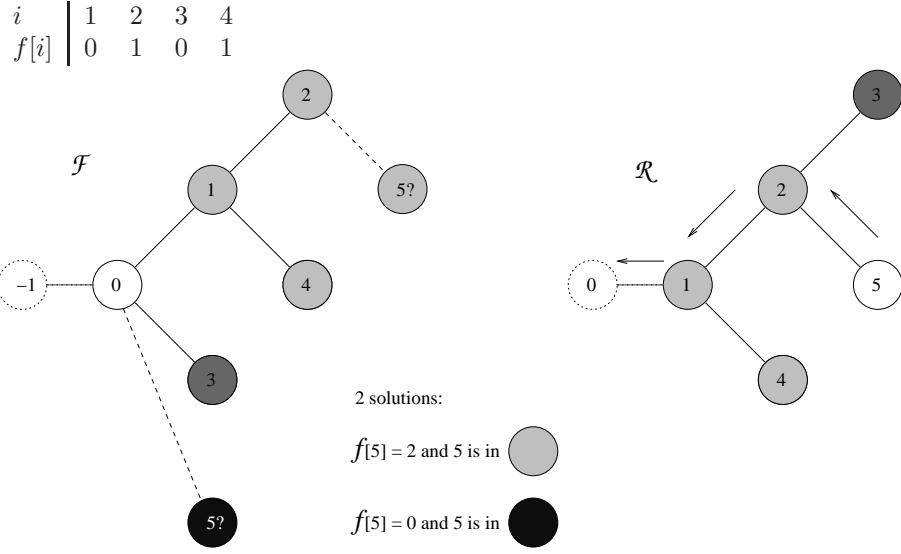 i 1 2 3 4
f[i] 0 1 0 1
2
3
ℱ
ℛ
1
5?
2
−1
0
4
0
1
5
3
4
2 solutions:
f[5] = 2 and 5 is in
f[5] = 0 and 5 is in
5?